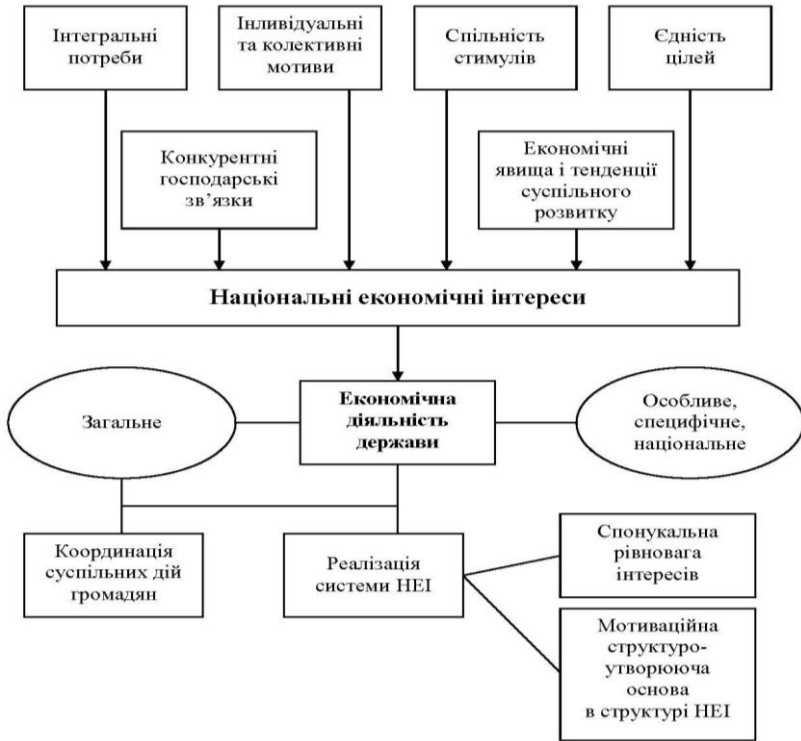 Інтегральні
потреби
Інливідуальні
та колективні
мотиви
Спільність
стимулів
Єдність
цілей
Конкурентні
господарські
зв’язки
Економічні
явища і тенденції
суспільного
розвитку
Національні економічні інтереси
Загальне
Економічна
діяльність
держави
Особливе,
специфічне,
національне
Координація
суспільних дій
громадян
Реалізація
системи НЕІ
Спонукальна
рівновага
інтересів
Мотиваційна
структуро-
утворююча
основа
в структурі НЕІ